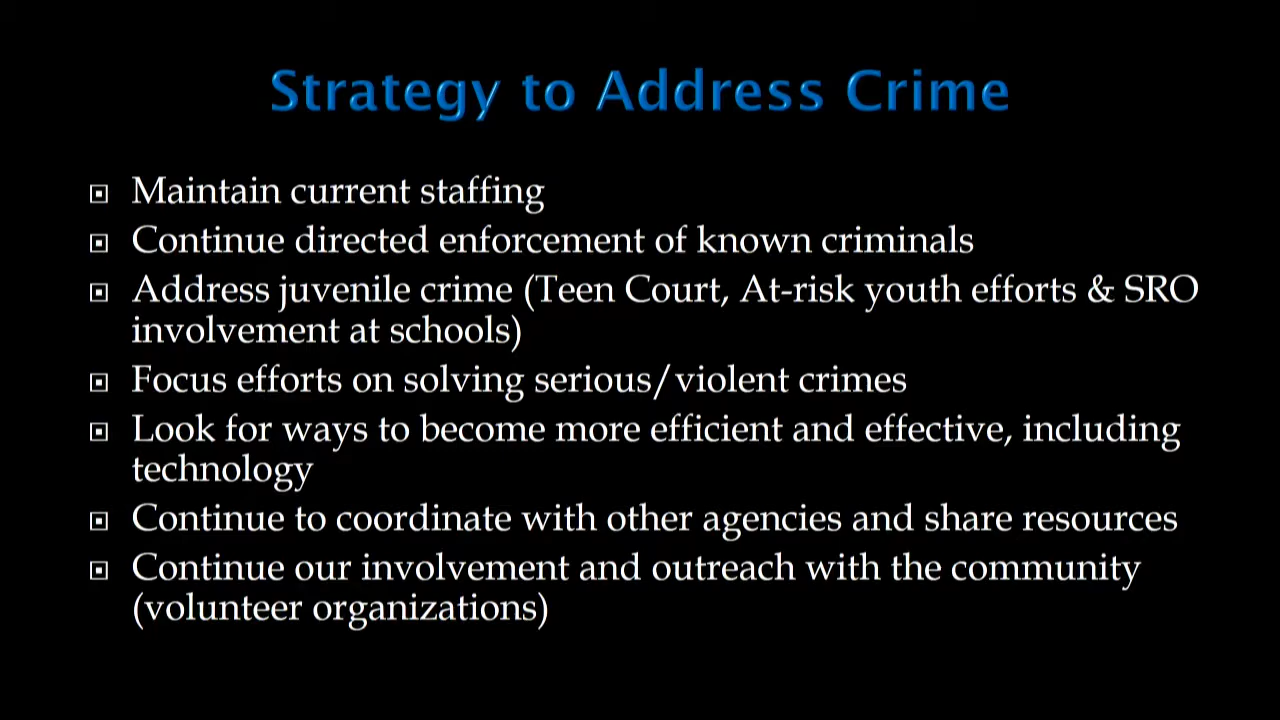 Strategy to Address Crime
Maintain current staffing
Continue directed enforcement of known criminals
Address juvenile crime (Teen Court, At-risk youth efforts & SRO
involvement at schools)
Focus efforts on solving serious/violent crimes
Look for ways to become more efficient and effective, including
technology
Continue to coordinate with other agencies and share resources
Continue our involvement and outreach with the community
(volunteer organizations)